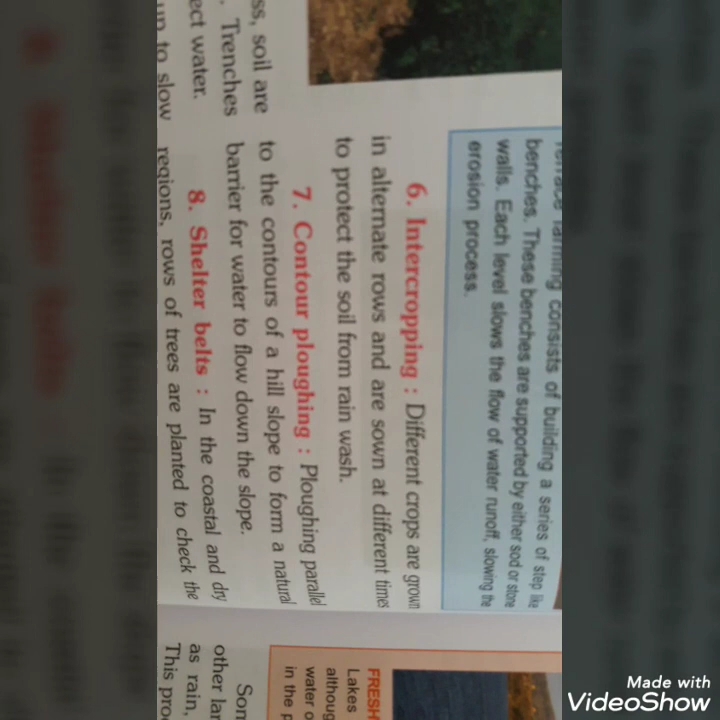 ss, soil are
. Trenches
ect water.
up to slow
farming consists of building a series of step like
benches. These benches are supported by either sod or stone
walls. Each level slows the flow of water runoff, slowing the
erosion process.
6. Intercropping : Different crops are grown
in alternate rows and are sown at different times
to protect the soil from rain wash.
7. Contour ploughing : Ploughing parallel
to the contours of a hill slope to form a natural
barrier for water to flow down the slope.
8. Shelter belts : In the coastal and dry
regions, rows of trees are planted to check the
FRESH
Lakes
althoug
water o
in the p
Som
other lar
as rain,
This pro
Made with
VideoShow